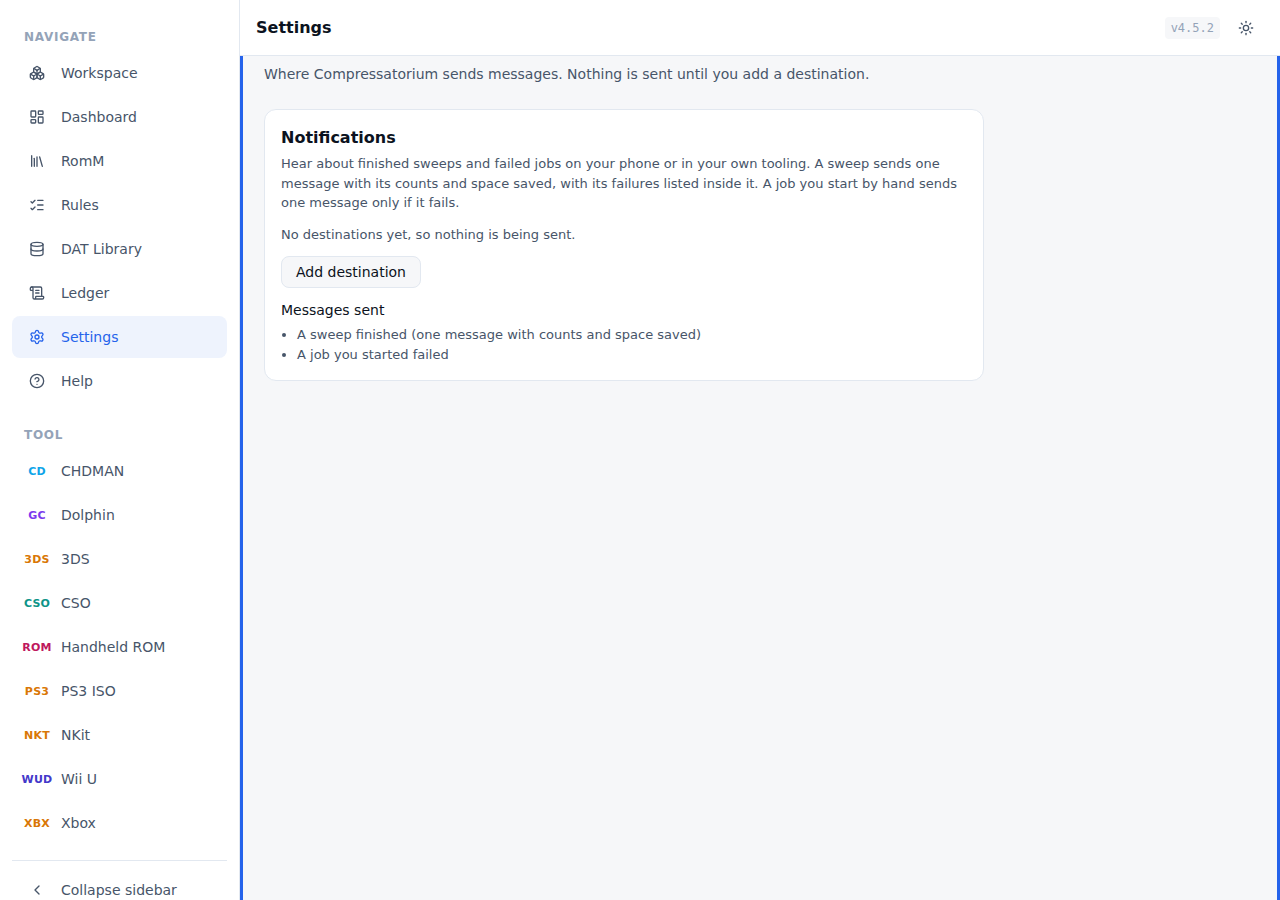 NAVIGATE
Workspace
Dashboard
RomM
Rules
DAT Library
Ledger
Settings
Help
TOOL
CD CHDMAN
GC Dolphin
3DS 3DS
CSO CSO
ROM Handheld ROM
PS3 PS3 ISO
NKT NKit
WUD Wii U
XBX Xbox
Collapse sidebar
Settings
v4.5.2
Where Compressatorium sends messages. Nothing is sent until you add a destination.
Notifications
Hear about finished sweeps and failed jobs on your phone or in your own tooling. A sweep sends one
message with its counts and space saved, with its failures listed inside it. A job you start by hand sends
one message only if it fails.
No destinations yet, so nothing is being sent.
Add destination
Messages sent
• A sweep finished (one message with counts and space saved)
• A job you started failed